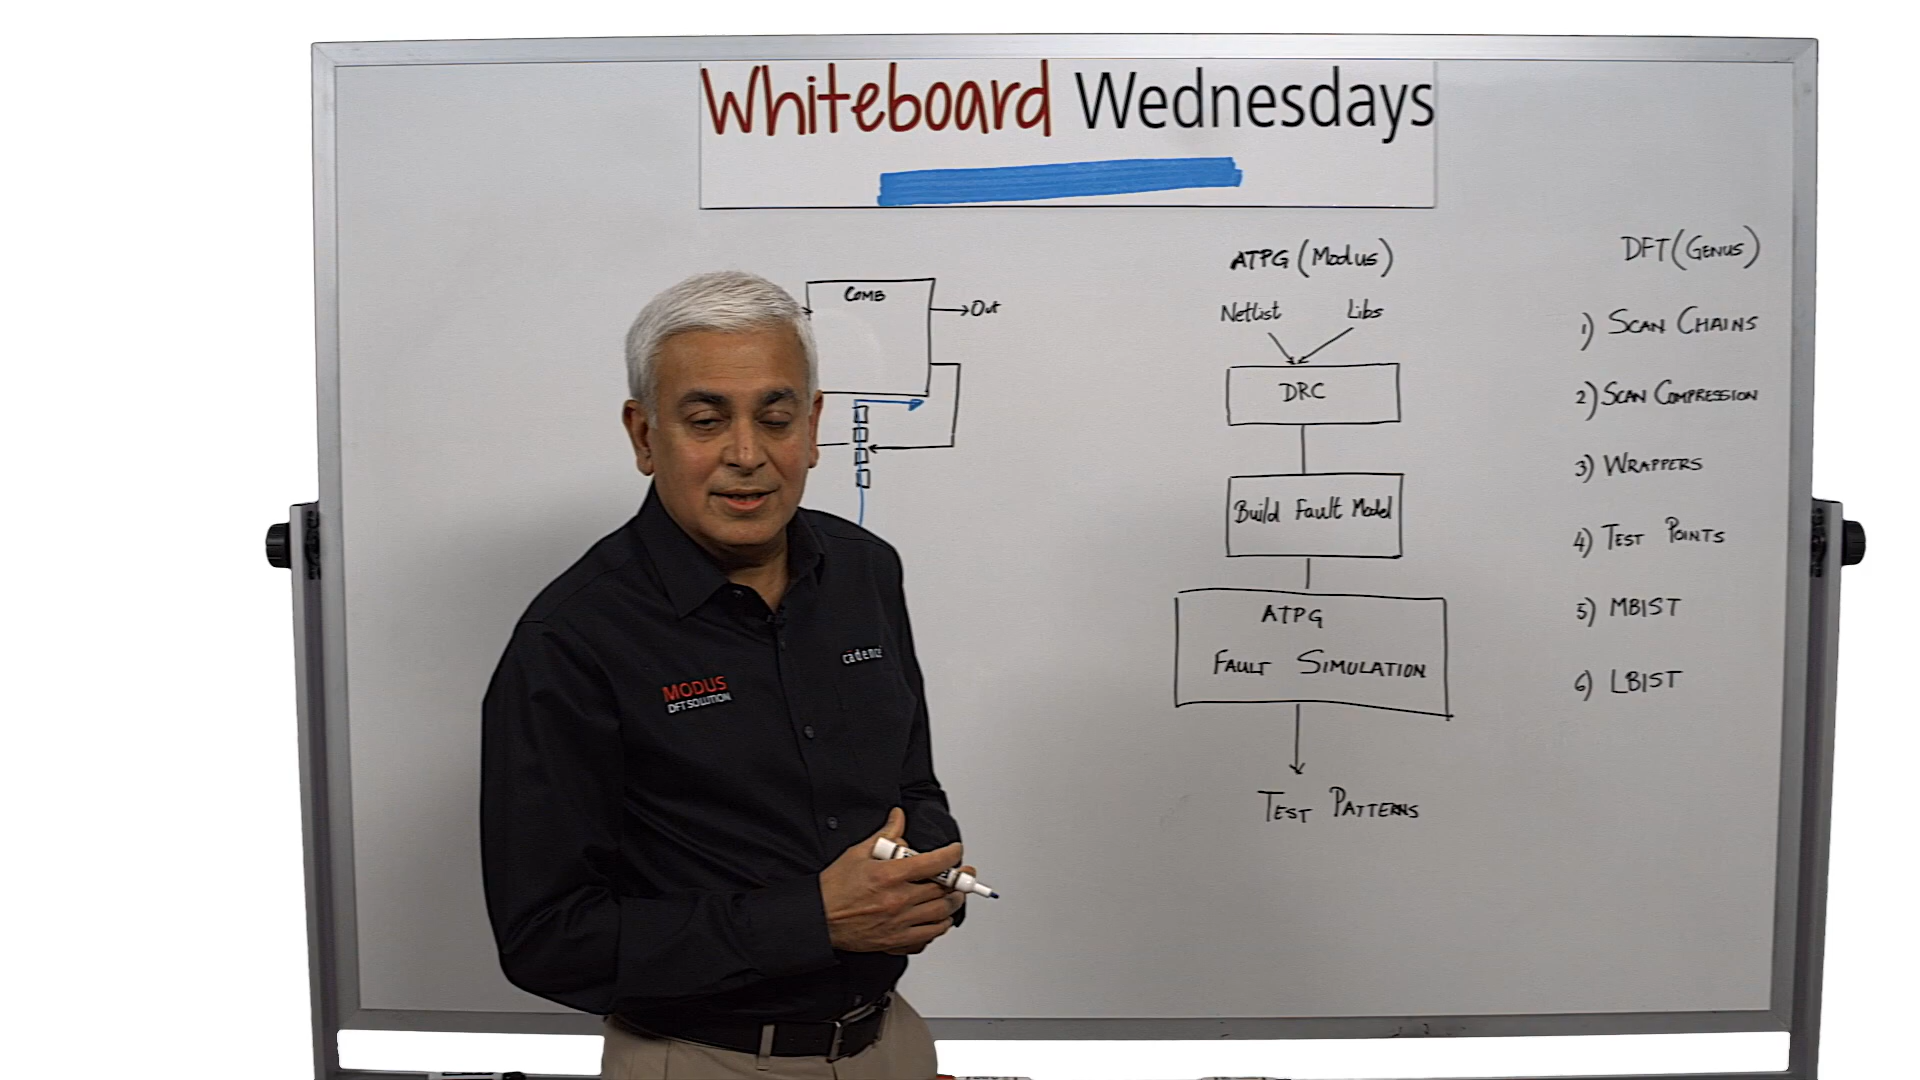 Whiteboard Wednesdays
COMB
Out
ATPG (Modus)
Netlist
Libs
DRC
Build Fault Model
ATPG
FAULT SIMULATION
TEST PATTERNS
DFT (GENUS)
1) SCAN CHAINS
2) SCAN COMPRESSION
3) WRAPPERS
4) TEST POINTS
5) MBIST
6) LBIST
MODUS
DFT SOLUTION
cādence